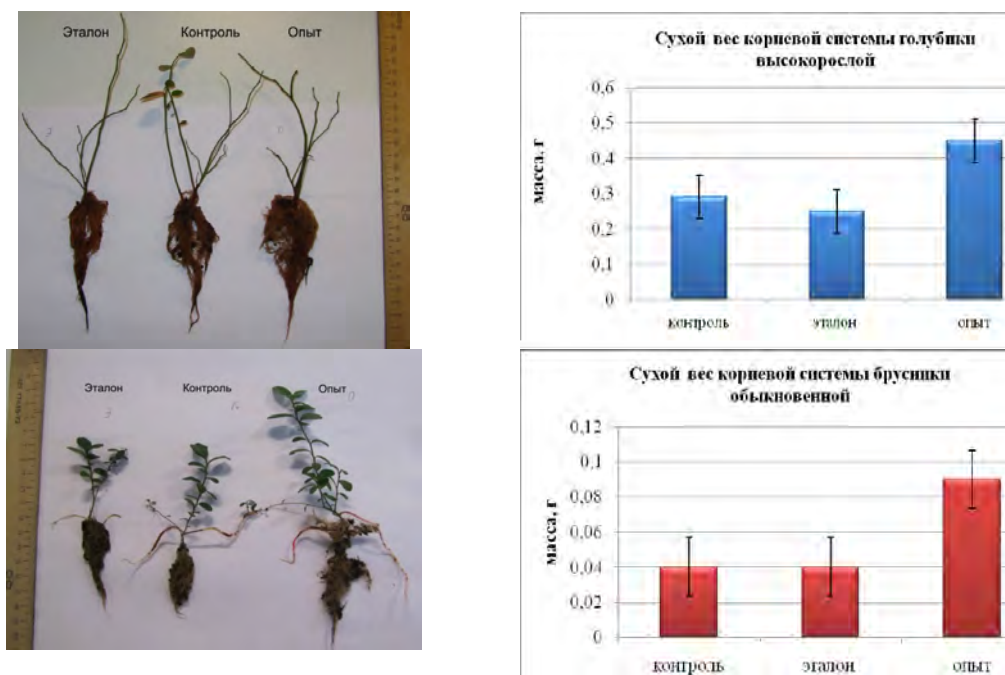 Эталон Контроль Опыт
Сухой вес корневой системы голубики
высокорослой
масса, г
0,6
0,5
0,4
0,3
0,2
0,1
0
контроль эталон опыт
Эталон Контроль Опыт
Сухой вес корневой системы брусники
обыкновенной
масса, г
0,12
0,1
0,08
0,06
0,04
0,02
0
контроль эталон опыт